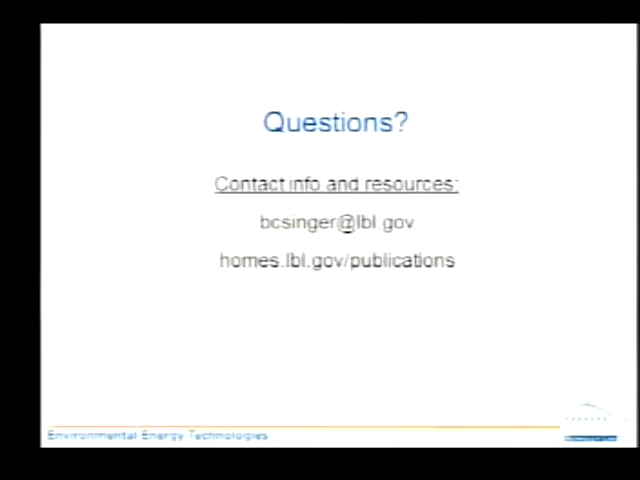 Questions?
Contact info and resources:
bcsinger@lbl.gov
homes.lbl.gov/publications
Environmental Energy Technologies